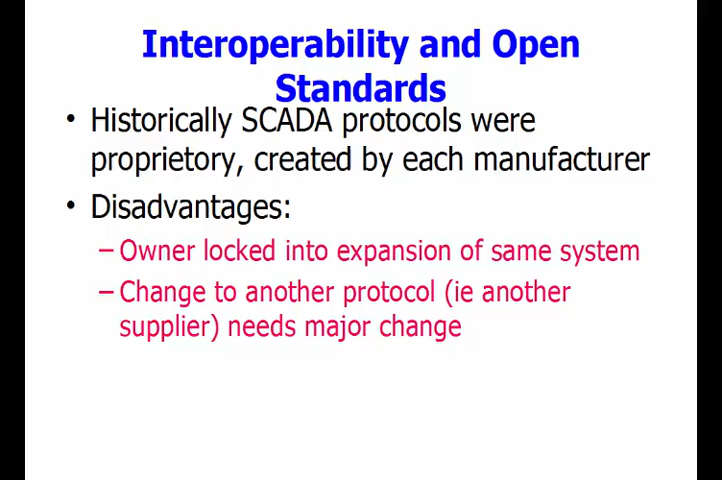 Interoperability and Open
Standards
• Historically SCADA protocols were
proprietory, created by each manufacturer
• Disadvantages:
– Owner locked into expansion of same system
– Change to another protocol (ie another
supplier) needs major change